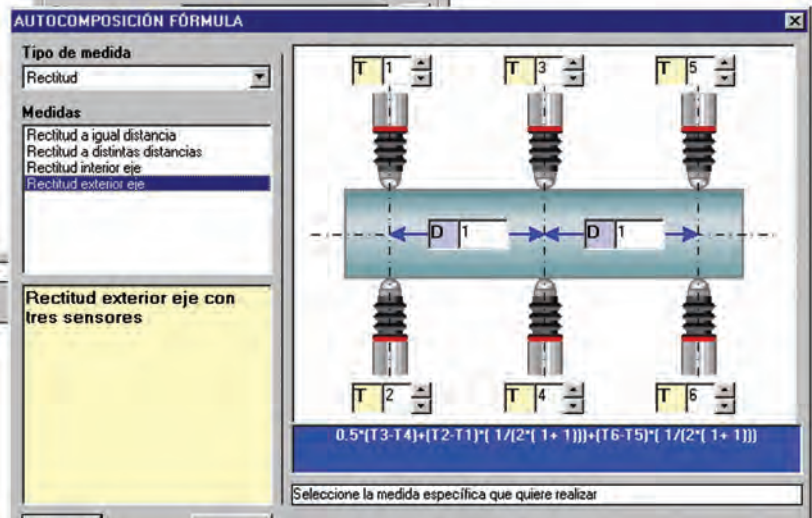 AUTOCOMPOSICIÓN FÓRMULA
Tipo de medida
Rectitud
Medidas
Rectitud a igual distancia
Rectitud a distintas distancias
Rectitud interior eje
Rectitud exterior eje
Rectitud exterior eje con
tres sensores
T 1 T 3 T 5
D 1 D 1
T 2 T 4 T 6
0.5*(T3-T4)+(T2-T1)*( 1/(2*( 1+ 1)))+(T6-T5)*( 1/(2*( 1+ 1)))
Seleccione la medida específica que quiere realizar